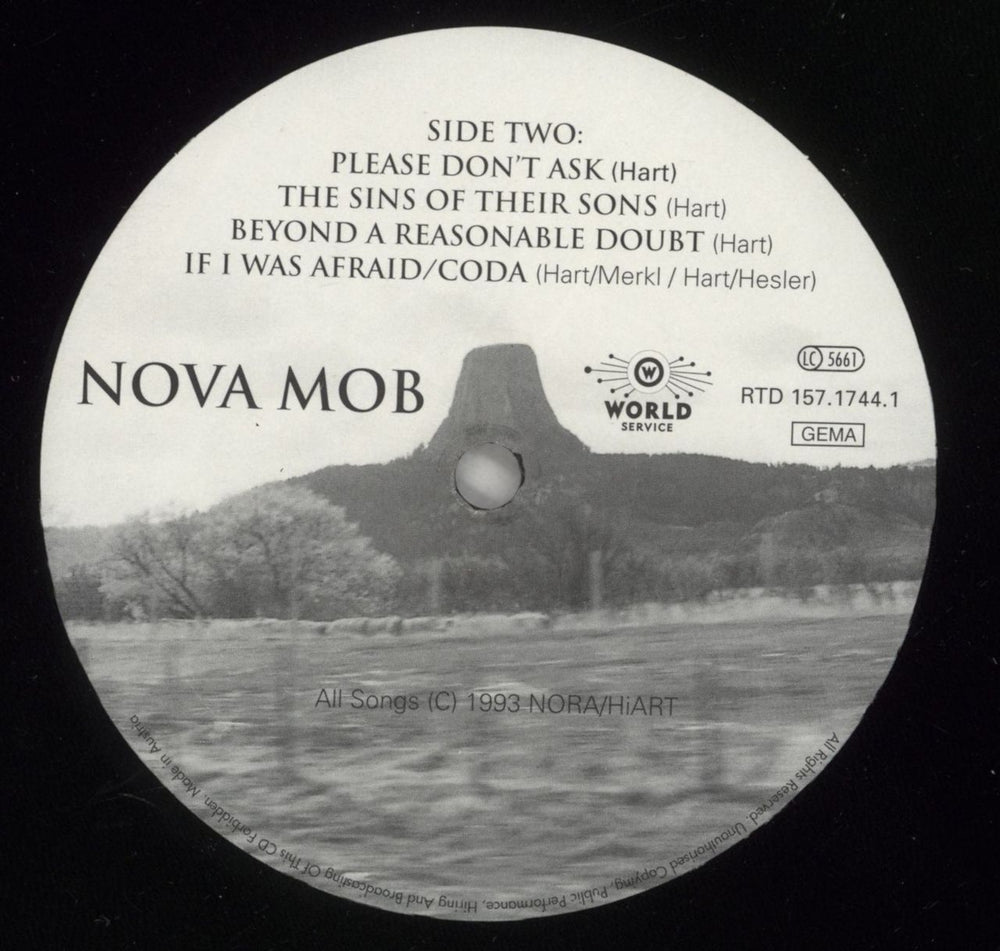 SIDE TWO:
PLEASE DON'T ASK (Hart)
THE SINS OF THEIR SONS (Hart)
BEYOND A REASONABLE DOUBT (Hart)
IF I WAS AFRAID/CODA (Hart/Merkl / Hart/Hesler)
NOVA MOB
W
WORLD
SERVICE
LC 5661
RTD 157.1744.1
GEMA
All Songs (C) 1993 NORA/HiART
All Rights Reserved. Unauthorised Copying, Public Performance, Hiring And Broadcasting Of This CD Forbidden. Made in Austria